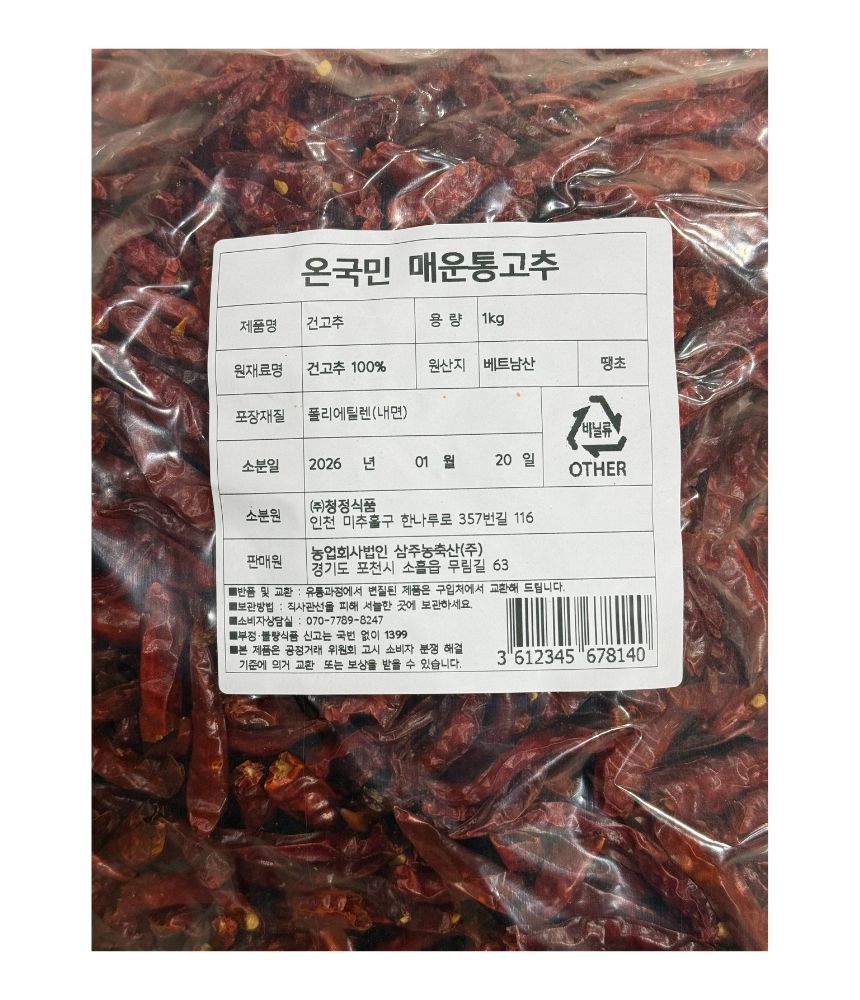 온국민 매운통고추
제품명 건고추 용 량 1kg
원재료명 건고추 100% 원산지 베트남산 땡초
포장재질 폴리에틸렌(내면)
비닐류
OTHER
소분일 2026 년 01 월 20 일
소분원 (주)청정식품
인천 미추홀구 한나루로 357번길 116
판매원 농업회사법인 삼주농축산(주)
경기도 포천시 소흘읍 무림길 63
■반품 및 교환 : 유통과정에서 변질된 제품은 구입처에서 교환해 드립니다.
■보관방법 : 직사관선을 피해 서늘한 곳에 보관하세요.
■소비자상담실 : 070-7789-8247
■부정·불량식품 신고는 국번 없이 1399
■본 제품은 공정거래 위원회 고시 소비자 분쟁 해결
기준에 의거 교환 또는 보상을 받을 수 있습니다.
3 612345 678140